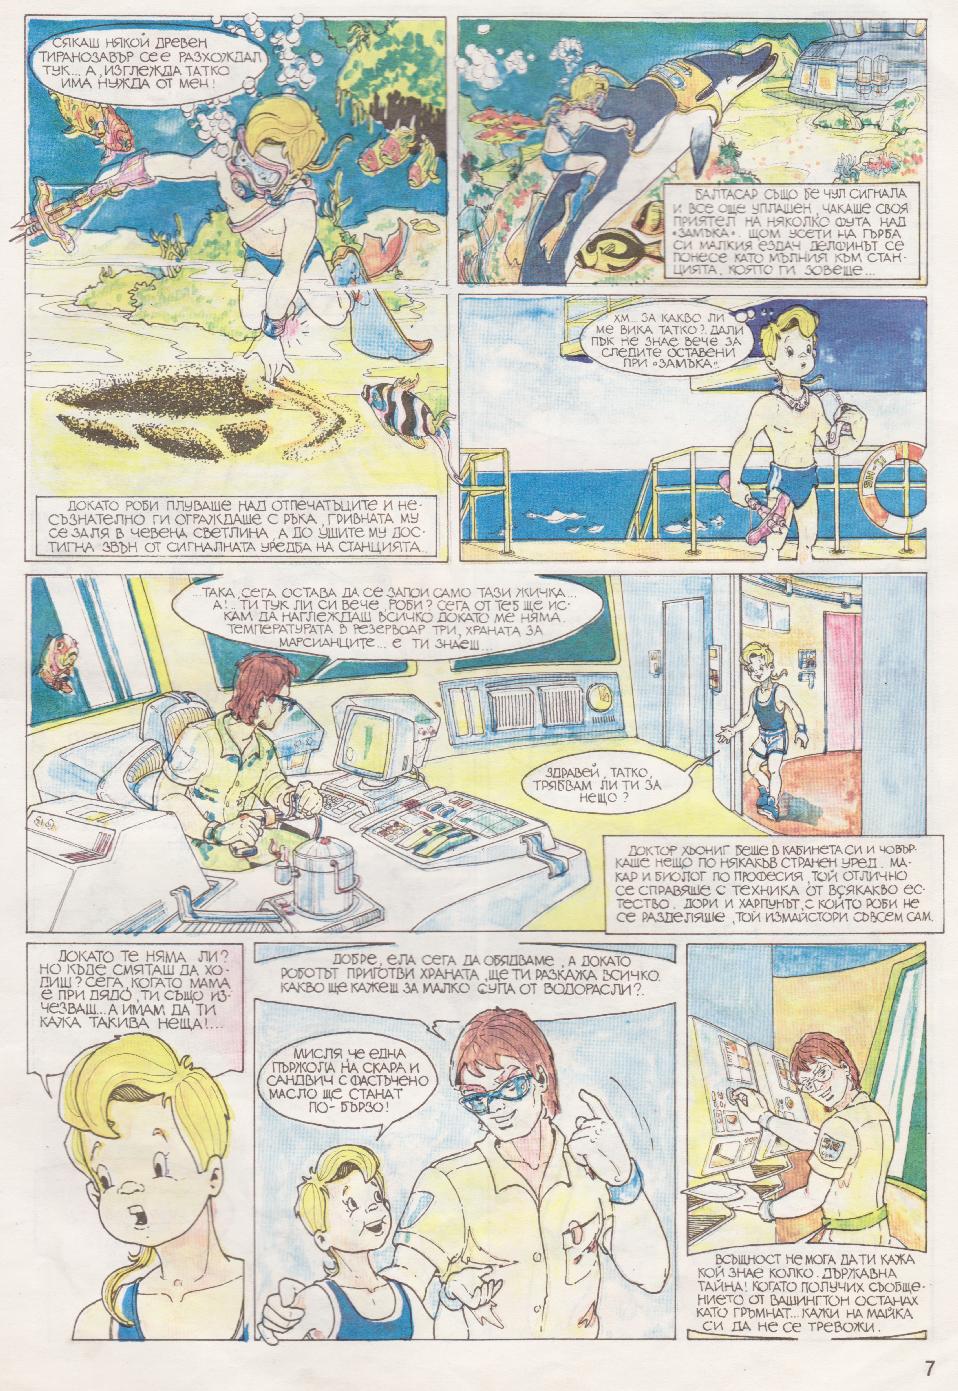 СЯКАШ НЯКОЙ ДРЕВЕН
ТИРАНОЗАВЪР СЕ Е РАЗХОЖДАЛ
ТУК... А, ИЗГЛЕЖДА ТАТКО
ИМА НУЖДА ОТ МЕН!
ДОКАТО РОБИ ПЛУВАШЕ НАД ОТПЕЧАТЪЦИТЕ И НЕ-
СЪЗНАТЕЛНО ГИ ОГРАЖДАШЕ С РЪКА, ГРИВНАТА МУ
СЕ ЗАЛЯ В ЧЕВЕНА СВЕТЛИНА, А ДО УШИТЕ МУ ДОС-
ТИГНА ЗВЪН ОТ СИГНАЛНАТА УРЕДБА НА СТАНЦИЯТА.
БАЛТАСАР СЪЩО БЕ ЧУЛ СИГНАЛА
И ВСЕ ОЩЕ УПЛАШЕН ЧАКАШЕ СВОЯ
ПРИЯТЕЛ НА НЯКОЛКО ФУТА НАД
"ЗАМЪКА". ЩОМ УСЕТИ НА ГЪРБА
СИ МАЛКИЯ ЕЗДАЧ ДЕЛФИНЪТ СЕ
ПОНЕСЕ КАТО МЪЛНИЯ КЪМ СТАН-
ЦИЯТА, КОЯТО ГИ ЗОВЕШЕ...
ХМ... ЗА КАКВО ЛИ
МЕ ВИКА ТАТКО?. ДАЛИ
ПЪК НЕ ЗНАЕ ВЕЧЕ ЗА
СЛЕДИТЕ ОСТАВЕНИ
ПРИ "ЗАМЪКА".
...ТАКА, СЕГА ОСТАВА ДА СЕ ЗАПОИ САМО ТАЗИ ЖИЧКА...
А!.. ТИ ТУК ЛИ СИ ВЕЧЕ, РОБИ? СЕГА ОТ ТЕБ ЩЕ ИС-
КАМ ДА НАГЛЕЖДАШ ВСИЧКО ДОКАТО МЕ НЯМА.
ТЕМПЕРАТУРАТА В РЕЗЕРВОАР ТРИ, ХРАНАТА ЗА
МАРСИАНЦИТЕ... Е ТИ ЗНАЕШ...
ЗДРАВЕЙ, ТАТКО,
ТРЯБВАМ ЛИ ТИ ЗА
НЕЩО?
ДОКТОР ХЬОНИГ БЕШЕ В КАБИНЕТА СИ И ЧОВЪР-
КАШЕ НЕЩО ПО НЯКАКЪВ СТРАНЕН УРЕД. МА-
КАР И БИОЛОГ ПО ПРОФЕСИЯ, ТОЙ ОТЛИЧНО
СЕ СПРАВЯШЕ С ТЕХНИКА ОТ ВСЯКАКВО ЕС-
ТЕСТВО. ДОРИ И ХАРПУНЪТ, С КОЙТО РОБИ НЕ
СЕ РАЗДЕЛЯШЕ, ТОЙ ИЗМАЙСТОРИ СЪВСЕМ САМ.
ДОКАТО ТЕ НЯМА ЛИ?
НО КЪДЕ СМЯТАШ ДА ХО-
ДИШ? СЕГА, КОГАТО МАМА
Е ПРИ ДЯДО, ТИ СЪЩО ИЗ-
ЧЕЗВАШ... А ИМАМ ДА ТИ
КАЖА ТАКИВА НЕЩА!...
ДОБРЕ, ЕЛА СЕГА ДА ОБЯДВАМЕ, А ДОКАТО
РОБОТЪТ ПРИГОТВИ ХРАНАТА, ЩЕ ТИ РАЗКАЖА ВСИЧКО.
КАКВО ЩЕ КАЖЕШ ЗА МАЛКО СУПА ОТ ВОДОРАСЛИ?.
МИСЛЯ ЧЕ ЕДНА
ПЪРЖОЛА НА СКАРА И
САНДВИЧ С ФАСТЪЧЕНО
МАСЛО ЩЕ СТАНАТ
ПО-БЪРЗО!
ВСЪЩНОСТ НЕ МОГА ДА ТИ КАЖА
КОЙ ЗНАЕ КОЛКО. ДЪРЖАВНА
ТАЙНА! КОГАТО ПОЛУЧИХ СЪОБЩЕ-
НИЕТО ОТ ВАШИНГТОН ОСТАНАХ
КАТО ГРЪМНАТ... КАЖИ НА МАЙКА
СИ ДА НЕ СЕ ТРЕВОЖИ.
7